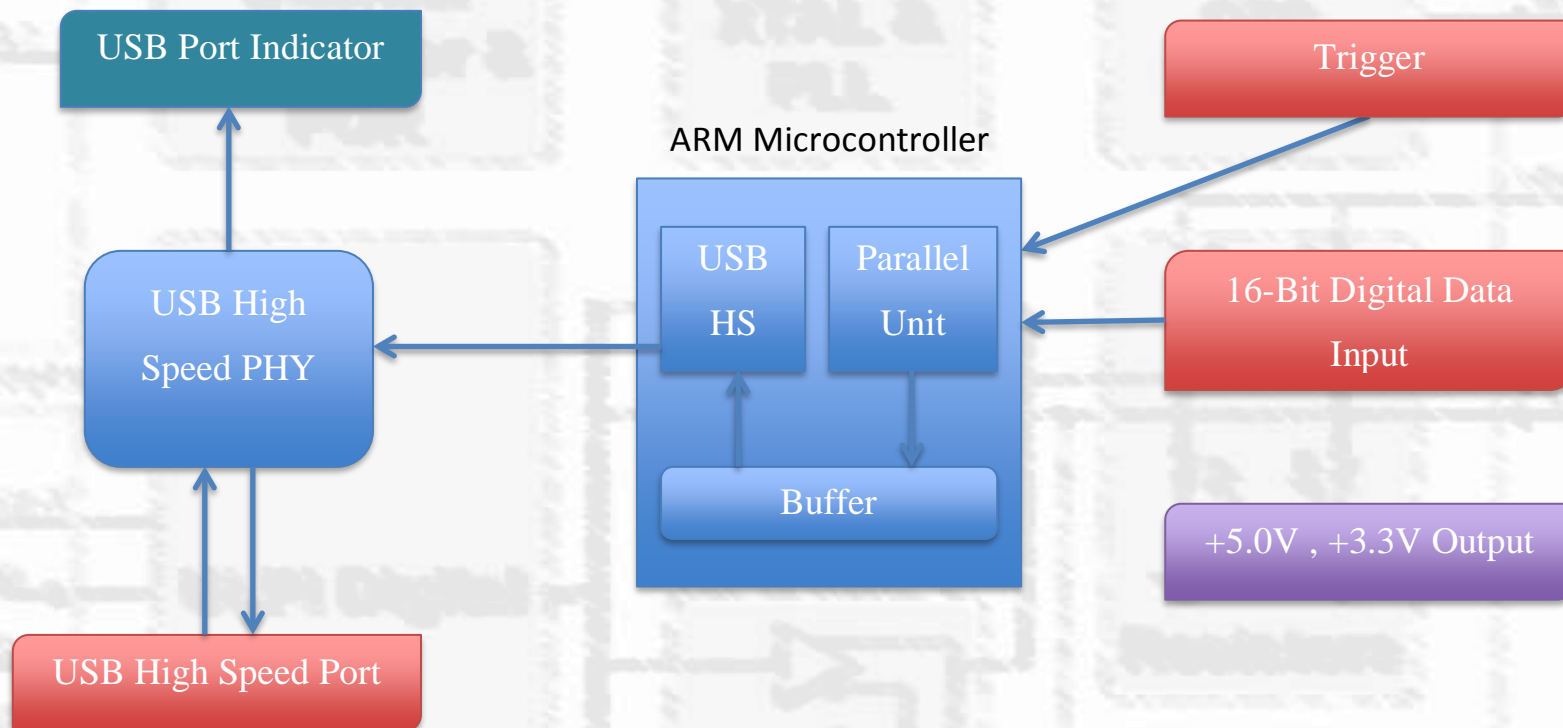 USB Port Indicator
Trigger
ARM Microcontroller
USB
HS
Parallel
Unit
USB High
Speed PHY
16-Bit Digital Data
Input
Buffer
+5.0V , +3.3V Output
USB High Speed Port